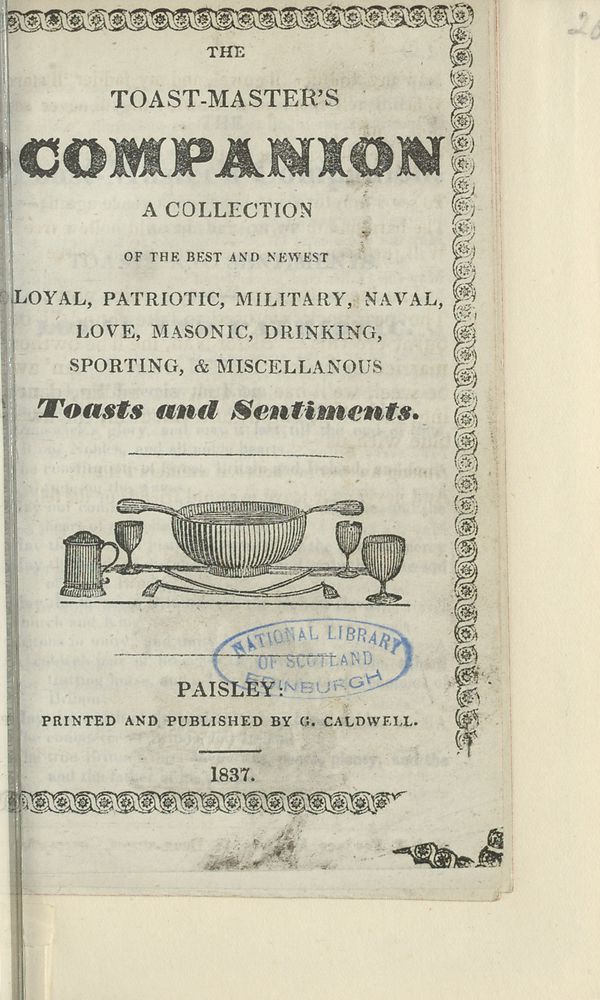 THE
TOAST-MASTER'S
COMPANION
A COLLECTION
OF THE BEST AND NEWEST
LOYAL, PATRIOTIC, MILITARY, NAVAL,
LOVE, MASONIC, DRINKING,
SPORTING, & MISCELLANOUS
Toasts and Sentiments.
NATIONAL LIBRARY
OF SCOTLAND
EDINBURGH
PAISLEY:
PRINTED AND PUBLISHED BY G. CALDWELL.
1837.